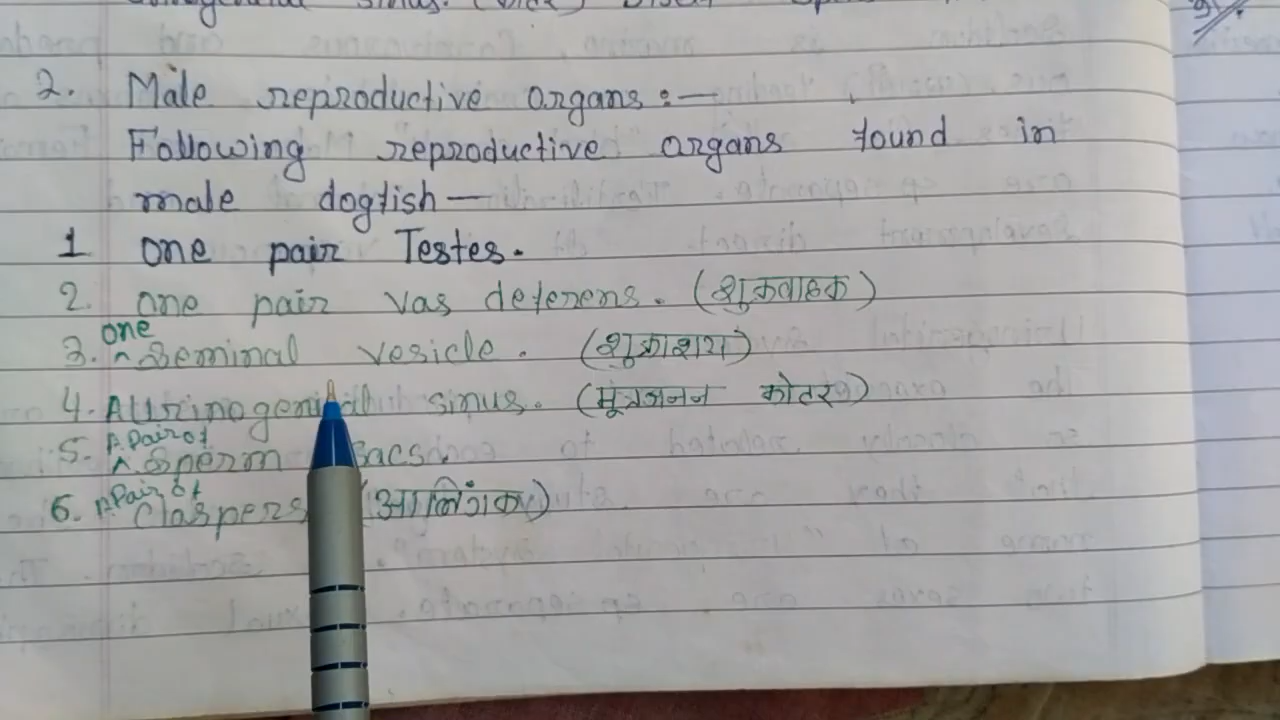 2. Male reproductive organs :-
Following reproductive organs found in
male dogfish —
1 one pair Testes.
2. one pair vas deferens. (शुक्रवाहक)
3. one ^ Seminal vesicle. (शुक्राशय)
4. A Urinogenital sinus. (मूत्रजनन कोटर)
5. A Pair of ^ Sperm Sacs.
6. A Pair of Claspers (आलिंगक)